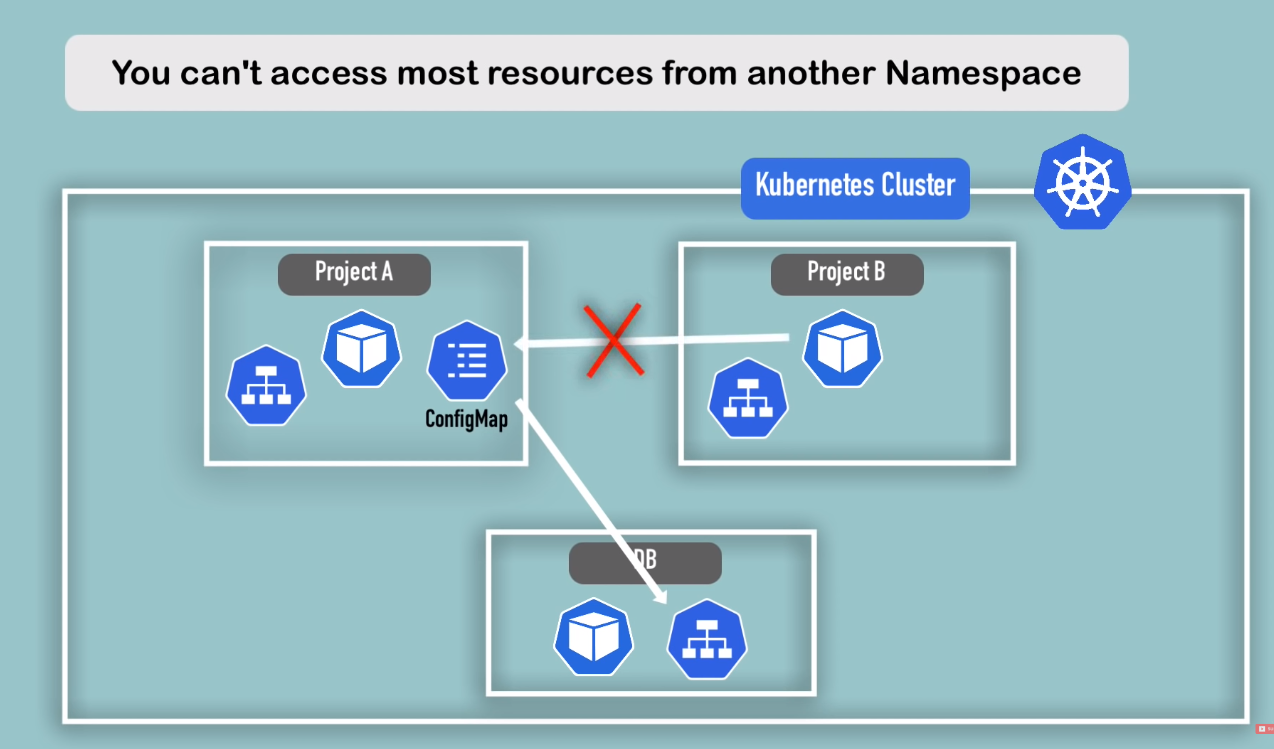 You can't access most resources from another Namespace
Kubernetes Cluster
Project A
Project B
ConfigMap
DB